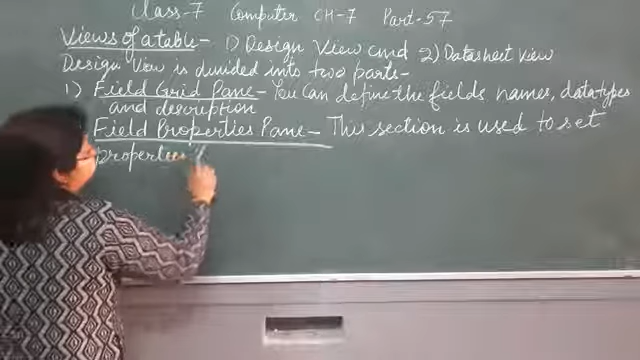 Class-7 Computer CH-7 Part-57
Views of a table- 1) Design View and 2) Datasheet View
Design View is divided into two parts-
1) Field Grid Pane- You Can define the fields names, datatypes
and description
Field Properties Pane- This section is used to set
properties